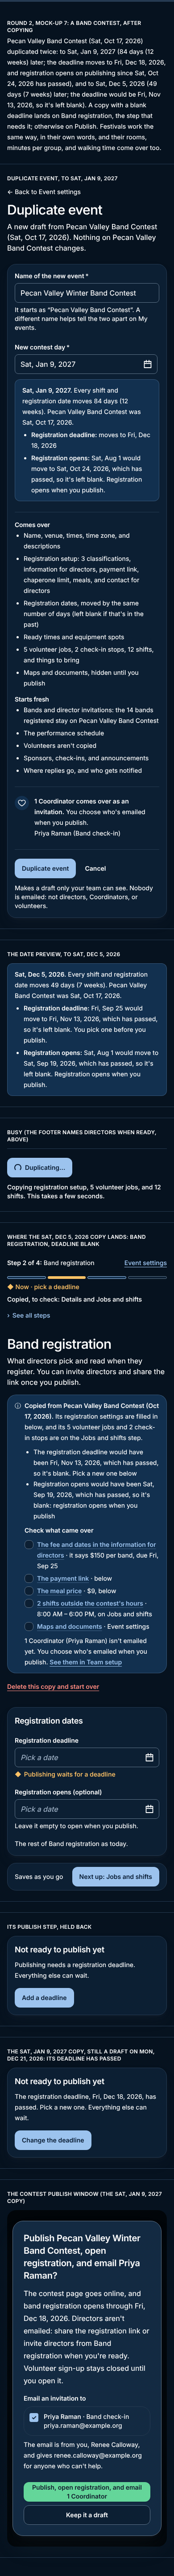 ROUND 2, MOCK-UP 7: A BAND CONTEST, AFTER
COPYING
Pecan Valley Band Contest (Sat, Oct 17, 2026)
duplicated twice: to Sat, Jan 9, 2027 (84 days (12
weeks) later; the deadline moves to Fri, Dec 18, 2026,
and registration opens on publishing since Sat, Oct
24, 2026 has passed), and to Sat, Dec 5, 2026 (49
days (7 weeks) later; the deadline would be Fri, Nov
13, 2026, so it's left blank). A copy with a blank
deadline lands on Band registration, the step that
needs it; otherwise on Publish. Festivals work the
same way, in their own words, and their rooms,
minutes per group, and walking time come over too.
DUPLICATE EVENT, TO SAT, JAN 9, 2027
← Back to Event settings
Duplicate event
A new draft from Pecan Valley Band Contest
(Sat, Oct 17, 2026). Nothing on Pecan Valley
Band Contest changes.
Name of the new event *
Pecan Valley Winter Band Contest
It starts as “Pecan Valley Band Contest”. A
different name helps tell the two apart on My
events.
New contest day *
Sat, Jan 9, 2027
Sat, Jan 9, 2027. Every shift and
registration date moves 84 days (12
weeks). Pecan Valley Band Contest was
Sat, Oct 17, 2026.
• Registration deadline: moves to Fri, Dec
18, 2026
• Registration opens: Sat, Aug 1 would
move to Sat, Oct 24, 2026, which has
passed, so it's left blank. Registration
opens when you publish.
Comes over
• Name, venue, times, time zone, and
descriptions
• Registration setup: 3 classifications,
information for directors, payment link,
chaperone limit, meals, and contact for
directors
• Registration dates, moved by the same
number of days (left blank if that's in the
past)
• Ready times and equipment spots
• 5 volunteer jobs, 2 check-in stops, 12 shifts,
and things to bring
• Maps and documents, hidden until you
publish
Starts fresh
• Bands and director invitations: the 14 bands
registered stay on Pecan Valley Band Contest
• The performance schedule
• Volunteers aren't copied
• Sponsors, check-ins, and announcements
• Where replies go, and who gets notified
1 Coordinator comes over as an
invitation. You choose who's emailed
when you publish.
Priya Raman (Band check-in)
Duplicate event
Cancel
Makes a draft only your team can see. Nobody
is emailed: not directors, Coordinators, or
volunteers.
THE DATE PREVIEW, TO SAT, DEC 5, 2026
Sat, Dec 5, 2026. Every shift and registration
date moves 49 days (7 weeks). Pecan Valley
Band Contest was Sat, Oct 17, 2026.
• Registration deadline: Fri, Sep 25 would
move to Fri, Nov 13, 2026, which has passed,
so it's left blank. You pick one before you
publish.
• Registration opens: Sat, Aug 1 would move to
Sat, Sep 19, 2026, which has passed, so it's
left blank. Registration opens when you
publish.
BUSY (THE FOOTER NAMES DIRECTORS WHEN READY,
ABOVE)
Duplicating...
Copying registration setup, 5 volunteer jobs, and 12
shifts. This takes a few seconds.
WHERE THE SAT, DEC 5, 2026 COPY LANDS: BAND
REGISTRATION, DEADLINE BLANK
Step 2 of 4: Band registration
Event settings
◆ Now · pick a deadline
Copied, to check: Details and Jobs and shifts
› See all steps
Band registration
What directors pick and read when they
register. You can invite directors and share the
link once you publish.
Copied from Pecan Valley Band Contest (Oct
17, 2026). Its registration settings are filled in
below, and its 5 volunteer jobs and 2 check-
in stops are on the Jobs and shifts step.
• The registration deadline would have
been Fri, Nov 13, 2026, which has passed,
so it's blank. Pick a new one below
• Registration opens would have been Sat,
Sep 19, 2026, which has passed, so it's
blank: registration opens when you
publish
Check what came over
The fee and dates in the information for
directors · it says $150 per band, due Fri,
Sep 25
The payment link · below
The meal price · $9, below
2 shifts outside the contest's hours ·
8:00 AM – 6:00 PM, on Jobs and shifts
Maps and documents · Event settings
1 Coordinator (Priya Raman) isn't emailed
yet. You choose who's emailed when you
publish. See them in Team setup
Delete this copy and start over
Registration dates
Registration deadline
Pick a date
◆ Publishing waits for a deadline
Registration opens (optional)
Pick a date
Leave it empty to open when you publish.
The rest of Band registration as today.
Saves as you go
Next up: Jobs and shifts
ITS PUBLISH STEP, HELD BACK
Not ready to publish yet
Publishing needs a registration deadline.
Everything else can wait.
Add a deadline
THE SAT, JAN 9, 2027 COPY, STILL A DRAFT ON MON,
DEC 21, 2026: ITS DEADLINE HAS PASSED
Not ready to publish yet
The registration deadline, Fri, Dec 18, 2026, has
passed. Pick a new one. Everything else can
wait.
Change the deadline
THE CONTEST PUBLISH WINDOW (THE SAT, JAN 9, 2027
COPY)
Publish Pecan Valley Winter
Band Contest, open
registration, and email Priya
Raman?
The contest page goes online, and
band registration opens through Fri,
Dec 18, 2026. Directors aren't
emailed: share the registration link or
invite directors from Band
registration when you're ready.
Volunteer sign-up stays closed until
you open it.
Email an invitation to
Priya Raman · Band check-in
priya.raman@example.org
The email is from you, Renee Calloway,
and gives renee.calloway@example.org
for anyone who can't help.
Publish, open registration, and email
1 Coordinator
Keep it a draft